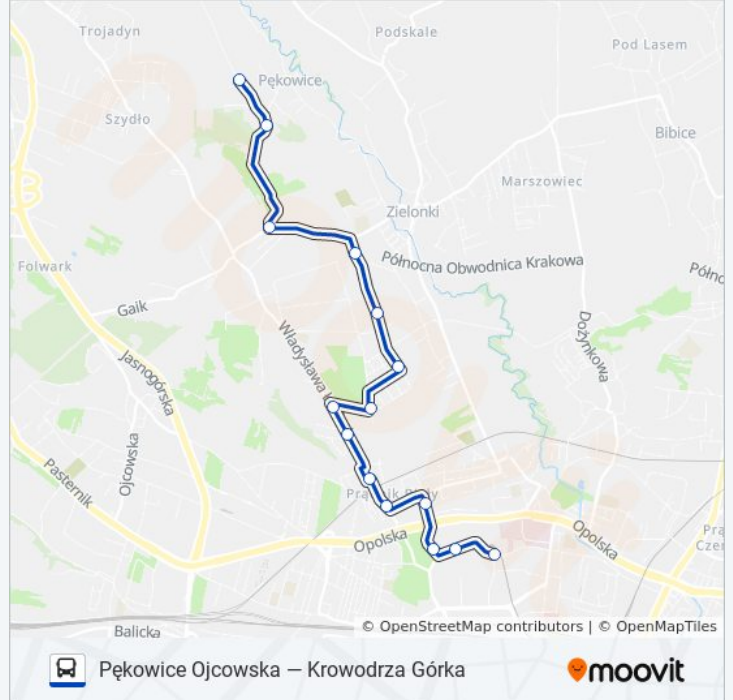 Trojadyn
Podskale
Pod Lasem
Pękowice
Szydło
Bibice
Marszowiec
Zielonki
Północna Obwodnica Krakowa
Folwark
Gaik
Władysława
Dożynkowa
Jasnogórska
Ojcowska
Pasternik
Opolska
Opolska
Balicka
© OpenStreetMap contributors | © OpenMapTiles
Pękowice Ojcowska — Krowodrza Górka
moovit